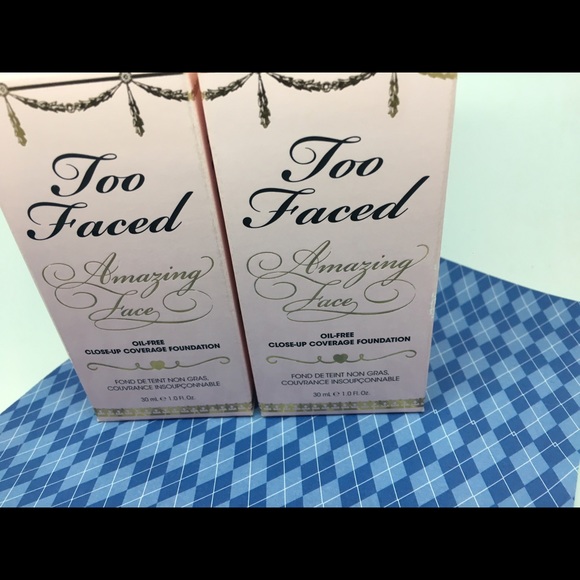 Too
Faced
Amazing
Face
OIL-FREE
CLOSE-UP COVERAGE FOUNDATION
FOND DE TEINT NON GRAS,
COUVRANCE INSOUPÇONNABLE
30 mL ℮ 1.0 Fl. Oz.
Too
Faced
Amazing
Face
OIL-FREE
CLOSE-UP COVERAGE FOUNDATION
FOND DE TEINT NON GRAS,
COUVRANCE INSOUPÇONNABLE
30 mL ℮ 1.0 Fl. Oz.